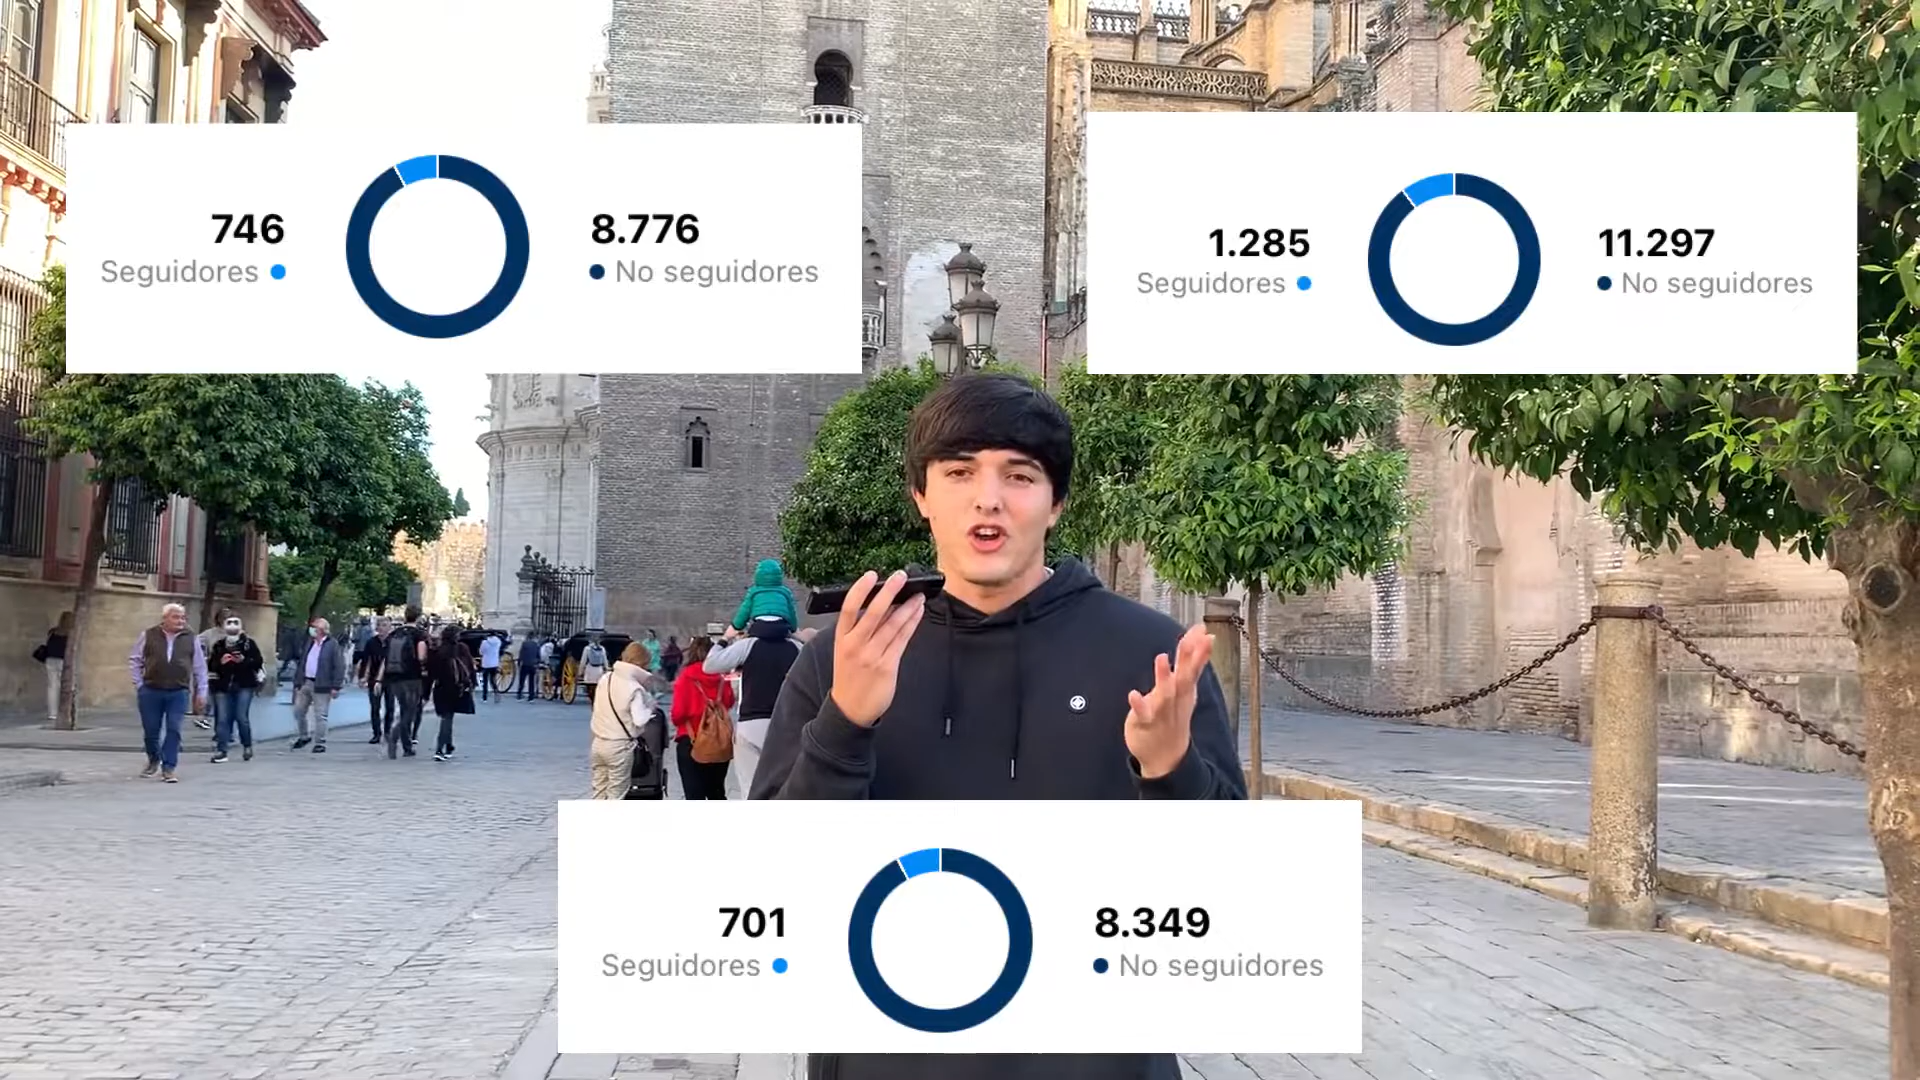 746
Seguidores
8.776
No seguidores
1.285
Seguidores
11.297
No seguidores
701
Seguidores
8.349
No seguidores